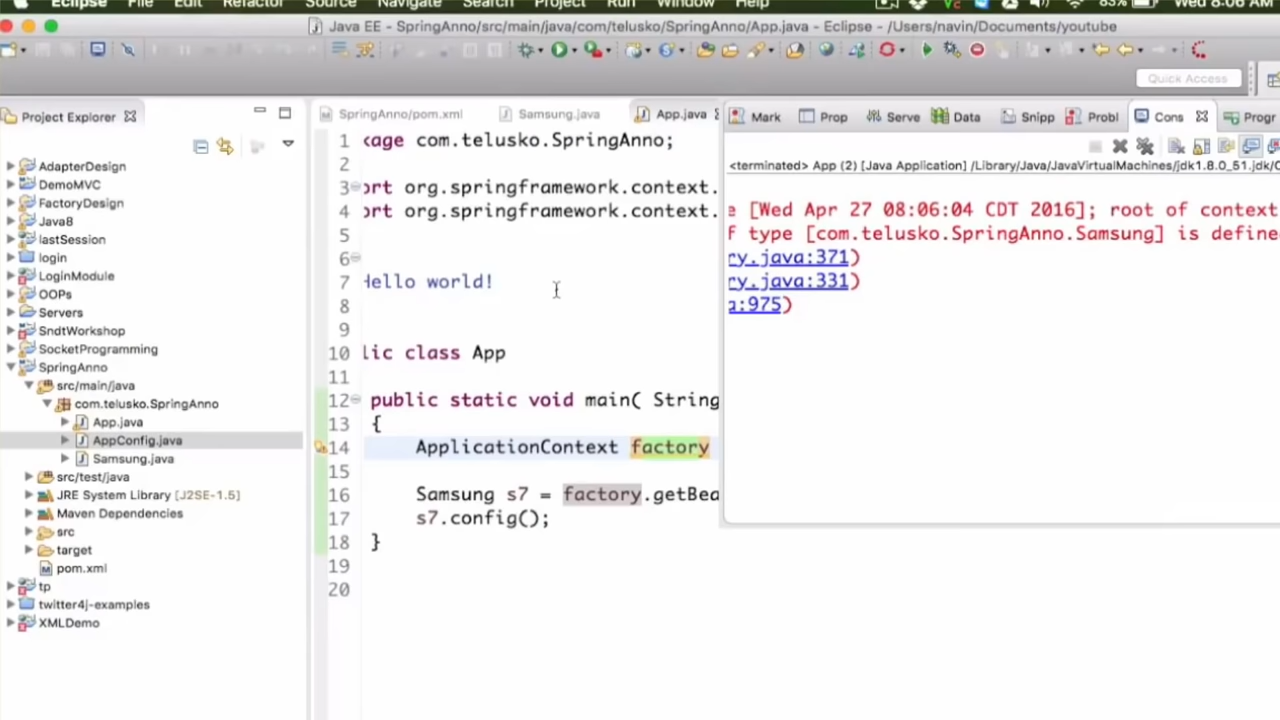 Eclipse File Edit Refactor Source Navigate Search Project Run Window Help 83% Wed 8:06 AM
Java EE - SpringAnno/src/main/java/com/telusko/SpringAnno/App.java - Eclipse - /Users/navin/Documents/youtube
Quick Access
Project Explorer
AdapterDesign
DemoMVC
FactoryDesign
Java8
lastSession
login
LoginModule
OOPs
Servers
SndtWorkshop
SocketProgramming
SpringAnno
src/main/java
com.telusko.SpringAnno
App.java
AppConfig.java
Samsung.java
src/test/java
JRE System Library [J2SE-1.5]
Maven Dependencies
src
target
pom.xml
tp
twitter4j-examples
XMLDemo
SpringAnno/pom.xml Samsung.java App.java
1 kage com.telusko.SpringAnno;
2
3 ort org.springframework.context.
4 ort org.springframework.context.
5
6
7 Hello world!
8
9
10 lic class App
11
12 public static void main( String
13 {
14 ApplicationContext factory
15
16 Samsung s7 = factory.getBea
17 s7.config();
18 }
19
20
Mark Prop Serve Data Snipp Probl Cons Progr
<terminated> App (2) [Java Application] /Library/Java/JavaVirtualMachines/jdk1.8.0_51.jdk/C
e [Wed Apr 27 08:06:04 CDT 2016]; root of context
f type [com.telusko.SpringAnno.Samsung] is define
ry.java:371)
ry.java:331)
a:975)